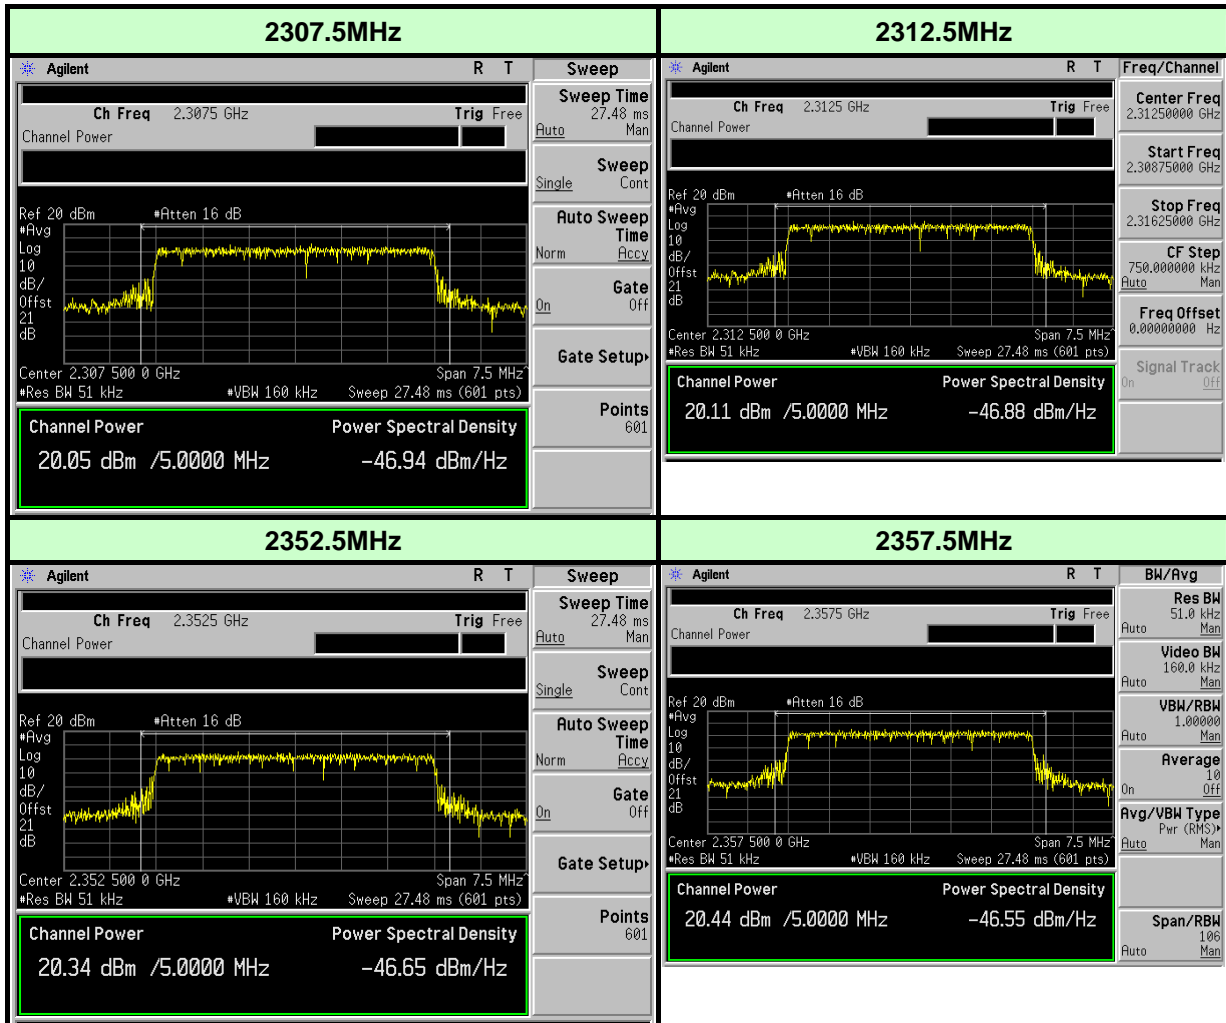 2307.5MHz
Agilent R T Sweep
Ch Freq 2.3075 GHz Trig Free
Channel Power
Ref 20 dBm #Atten 16 dB
#Avg
Log
10
dB/
Offst
21
dB
Center 2.307 500 0 GHz Span 7.5 MHz^
#Res BW 51 kHz #VBW 160 kHz Sweep 27.48 ms (601 pts)
Channel Power Power Spectral Density
20.05 dBm /5.0000 MHz -46.94 dBm/Hz
Sweep Time
27.48 ms
Auto Man
Sweep
Single Cont
Auto Sweep
Time
Norm Accy
Gate
On Off
Gate Setup▸
Points
601
2312.5MHz
Agilent R T Freq/Channel
Ch Freq 2.3125 GHz Trig Free
Channel Power
Ref 20 dBm #Atten 16 dB
#Avg
Log
10
dB/
Offst
21
dB
Center 2.312 500 0 GHz Span 7.5 MHz^
#Res BW 51 kHz #VBW 160 kHz Sweep 27.48 ms (601 pts)
Channel Power Power Spectral Density
20.11 dBm /5.0000 MHz -46.88 dBm/Hz
Center Freq
2.31250000 GHz
Start Freq
2.30875000 GHz
Stop Freq
2.31625000 GHz
CF Step
750.000000 kHz
Auto Man
Freq Offset
0.00000000 Hz
Signal Track
On Off
2352.5MHz
Agilent R T Sweep
Ch Freq 2.3525 GHz Trig Free
Channel Power
Ref 20 dBm #Atten 16 dB
#Avg
Log
10
dB/
Offst
21
dB
Center 2.352 500 0 GHz Span 7.5 MHz^
#Res BW 51 kHz #VBW 160 kHz Sweep 27.48 ms (601 pts)
Channel Power Power Spectral Density
20.34 dBm /5.0000 MHz -46.65 dBm/Hz
Sweep Time
27.48 ms
Auto Man
Sweep
Single Cont
Auto Sweep
Time
Norm Accy
Gate
On Off
Gate Setup▸
Points
601
2357.5MHz
Agilent R T BW/Avg
Ch Freq 2.3575 GHz Trig Free
Channel Power
Ref 20 dBm #Atten 16 dB
#Avg
Log
10
dB/
Offst
21
dB
Center 2.357 500 0 GHz Span 7.5 MHz^
#Res BW 51 kHz #VBW 160 kHz Sweep 27.48 ms (601 pts)
Channel Power Power Spectral Density
20.44 dBm /5.0000 MHz -46.55 dBm/Hz
Res BW
51.0 kHz
Auto Man
Video BW
160.0 kHz
Auto Man
VBW/RBW
1.00000
Auto Man
Average
10
On Off
Avg/VBW Type
Pwr (RMS)▸
Auto Man
Span/RBW
106
Auto Man